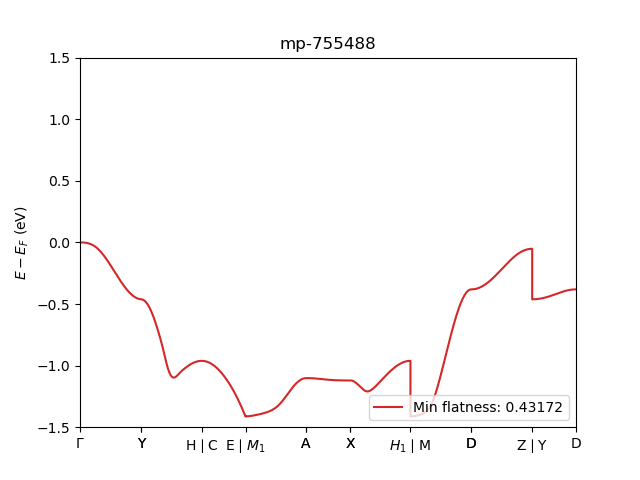 mp-755488
E − E_F (eV)
1.5
1.0
0.5
0.0
−0.5
−1.0
−1.5
Γ Y H | C E | M₁ A X H₁ | M D Z | Y D
Min flatness: 0.43172